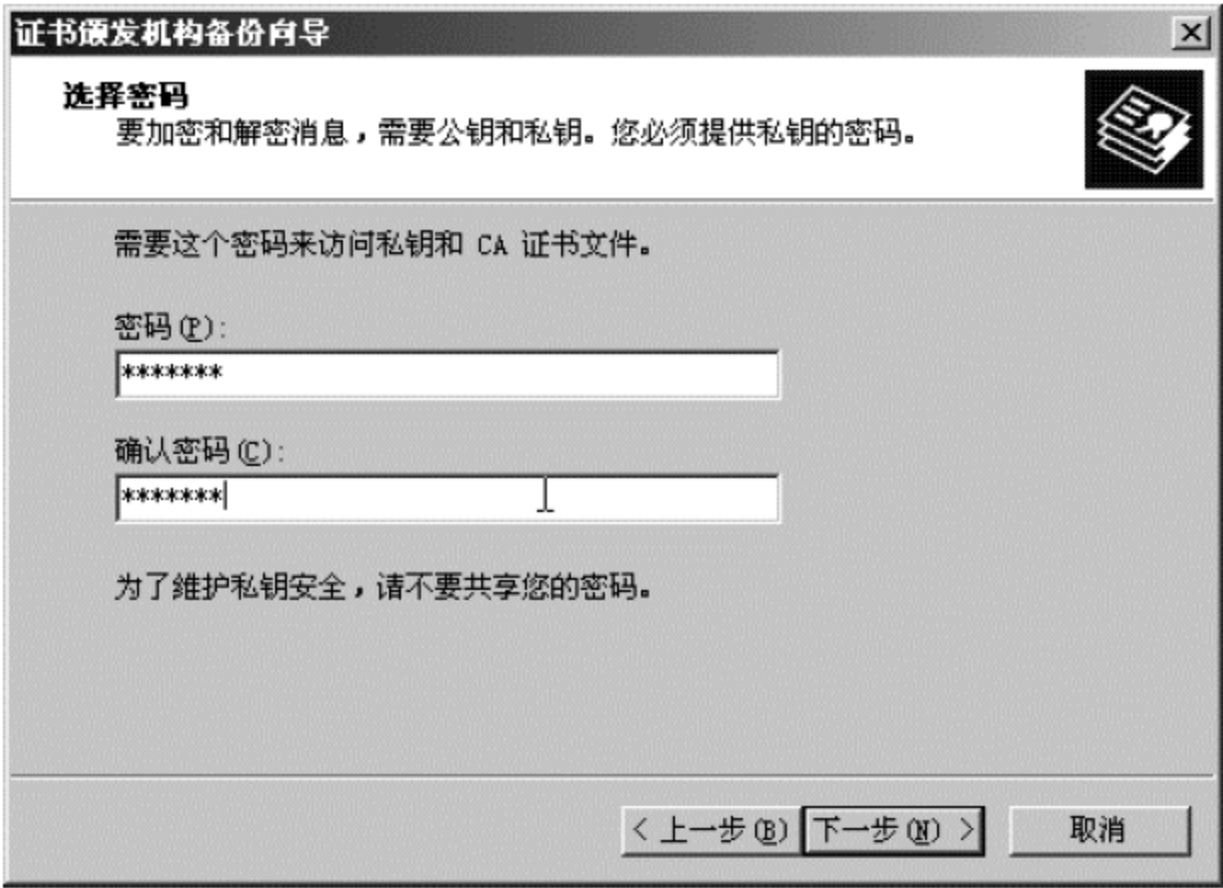 证书颁发机构备份向导
选择密码
要加密和解密消息，需要公钥和私钥。您必须提供私钥的密码。
需要这个密码来访问私钥和 CA 证书文件。
密码(P):
*******
确认密码(C):
*******
为了维护私钥安全，请不要共享您的密码。
< 上一步(B) 下一步(N) > 取消